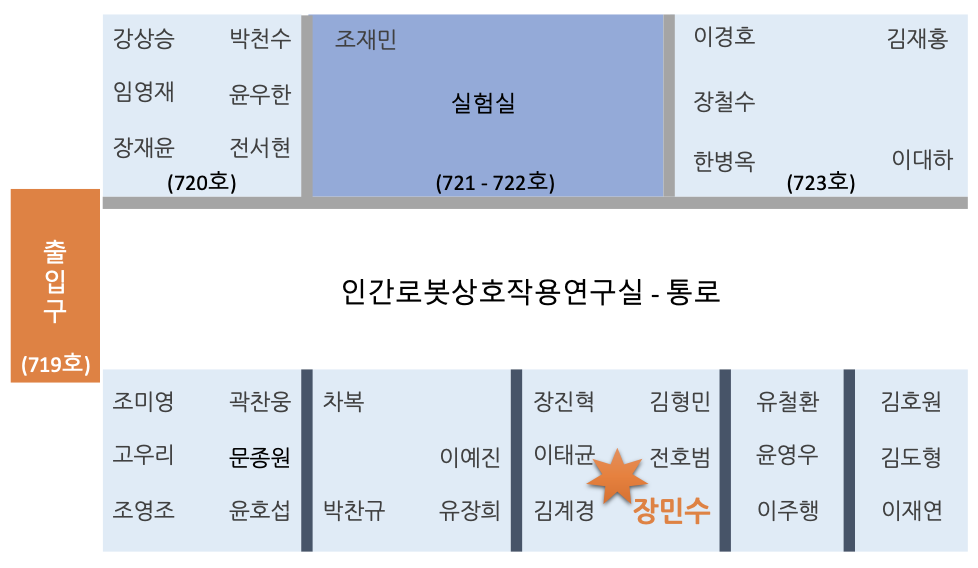 강상승 박천수
임영재 윤우한
장재윤 전서현
(720호)
조재민
실험실
(721 - 722호)
이경호 김재홍
장철수
한병옥 이대하
(723호)
출
입
구
(719호)
인간로봇상호작용연구실 - 통로
조미영 곽찬웅
고우리 문종원
조영조 윤호섭
차복
이예진
박찬규 유장희
장진혁 김형민
이태균 전호범
김계경 장민수
유철환
윤영우
이주행
김호원
김도형
이재연